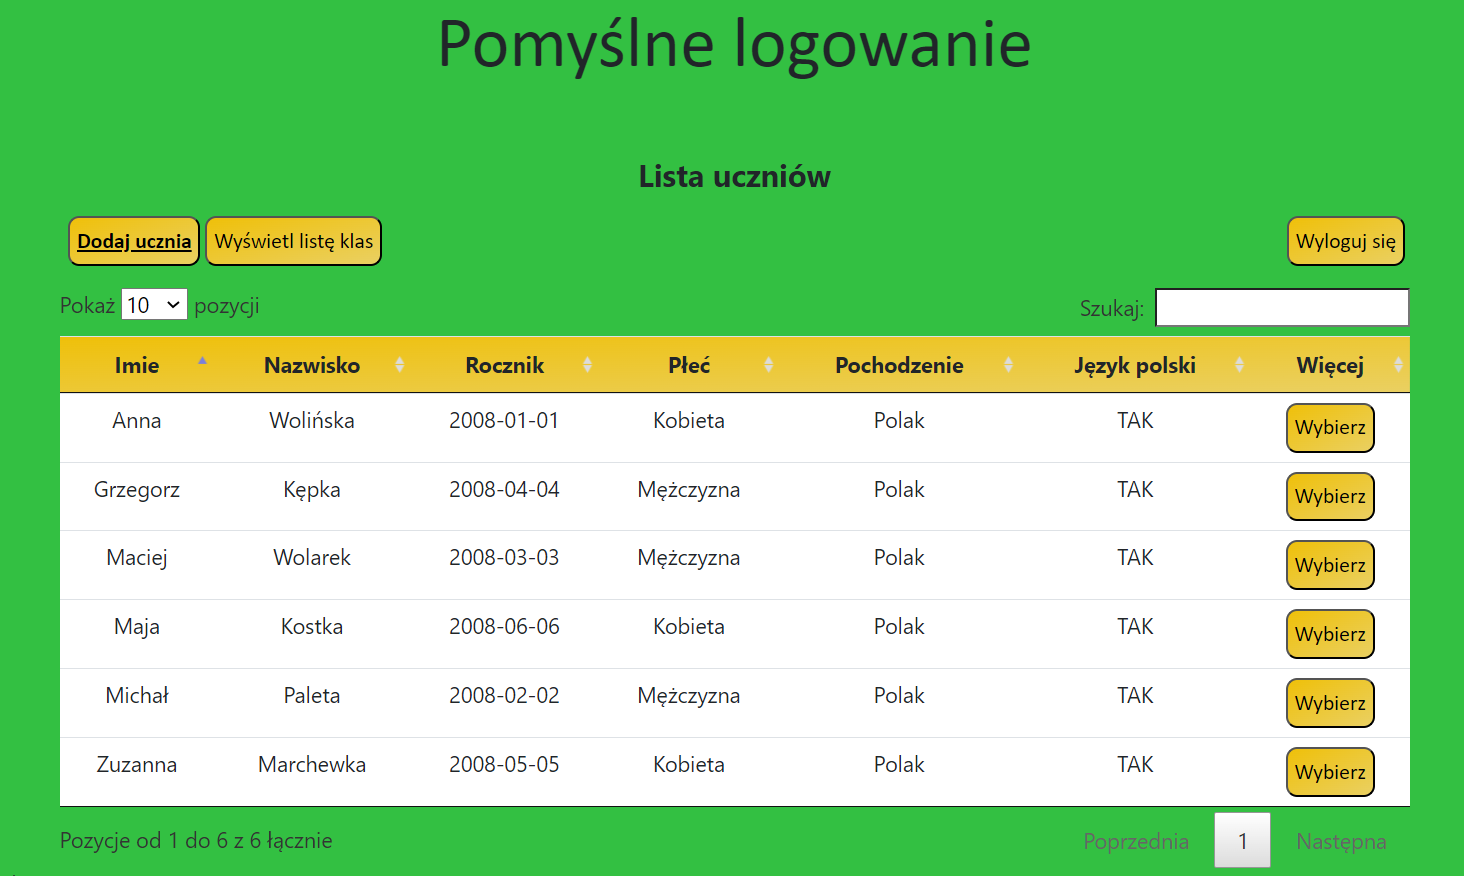 Pomyślne logowanie
Lista uczniów
Dodaj ucznia Wyświetl listę klas Wyloguj się
Pokaż 10 pozycji Szukaj:
Imie Nazwisko Rocznik Płeć Pochodzenie Język polski Więcej
Anna Wolińska 2008-01-01 Kobieta Polak TAK Wybierz
Grzegorz Kępka 2008-04-04 Mężczyzna Polak TAK Wybierz
Maciej Wolarek 2008-03-03 Mężczyzna Polak TAK Wybierz
Maja Kostka 2008-06-06 Kobieta Polak TAK Wybierz
Michał Paleta 2008-02-02 Mężczyzna Polak TAK Wybierz
Zuzanna Marchewka 2008-05-05 Kobieta Polak TAK Wybierz
Pozycje od 1 do 6 z 6 łącznie Poprzednia 1 Następna